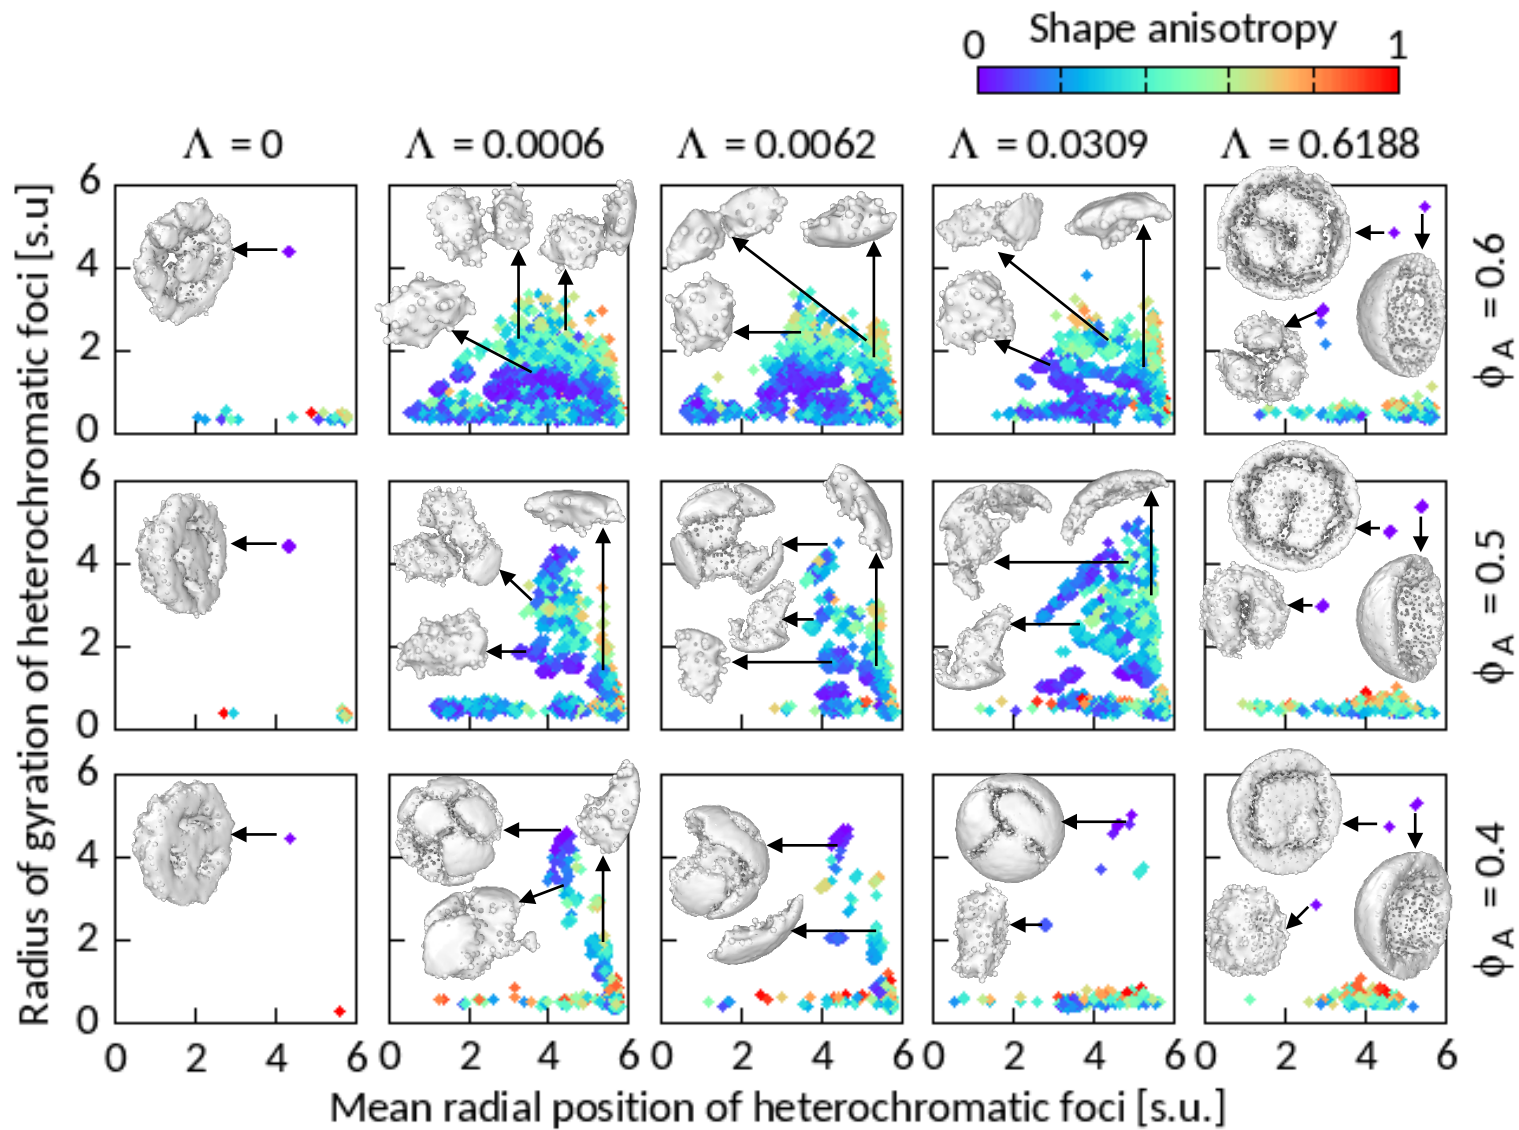 Shape anisotropy
0 1
Λ = 0 Λ = 0.0006 Λ = 0.0062 Λ = 0.0309 Λ = 0.6188
Radius of gyration of heterochromatic foci [s.u]
6
4
2
0
ϕA = 0.6
6
4
2
0
ϕA = 0.5
6
4
2
0
ϕA = 0.4
0 2 4 6 0 2 4 6 0 2 4 6 0 2 4 6 0 2 4 6
Mean radial position of heterochromatic foci [s.u.]